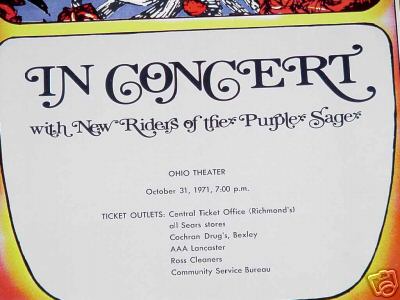 IN CONCERT
with New Riders of the Purple Sage
OHIO THEATER
October 31, 1971, 7:00 p.m.
TICKET OUTLETS: Central Ticket Office (Richmond's)
all Sears stores
Cochran Drug's, Bexley
AAA Lancaster
Ross Cleaners
Community Service Bureau